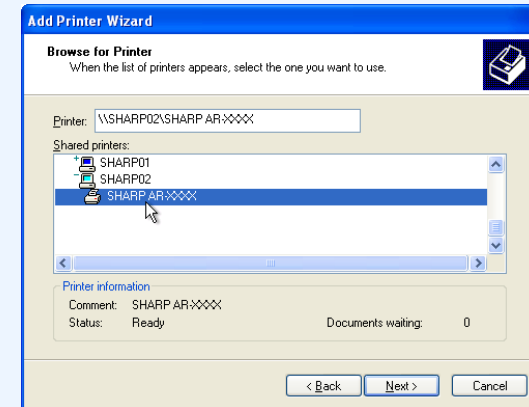 Add Printer Wizard
Browse for Printer
When the list of printers appears, select the one you want to use.
Printer: \\SHARP02\SHARP AR-XXXX
Shared printers:
SHARP01
SHARP02
SHARP AR-XXXX
Printer information
Comment: SHARP AR-XXXX
Status: Ready Documents waiting: 0
< Back Next > Cancel